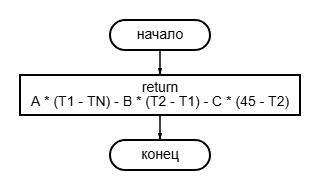 начало
return
A * (T1 - TN) - B * (T2 - T1) - C * (45 - T2)
конец